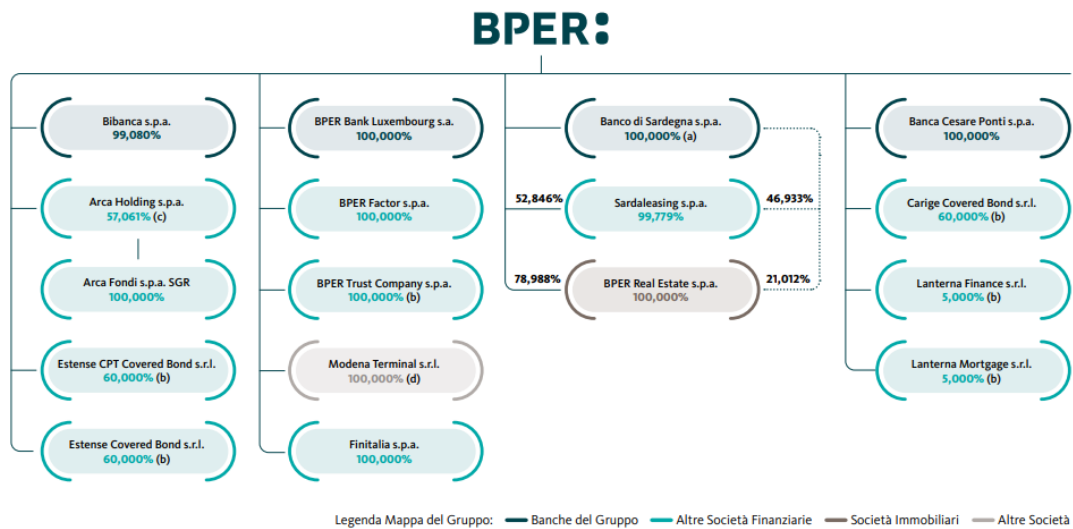 BPER:
Bibanca s.p.a.
99,080%
Arca Holding s.p.a.
57,061% (c)
Arca Fondi s.p.a. SGR
100,000%
Estense CPT Covered Bond s.r.l.
60,000% (b)
Estense Covered Bond s.r.l.
60,000% (b)
BPER Bank Luxembourg s.a.
100,000%
BPER Factor s.p.a.
100,000%
BPER Trust Company s.p.a.
100,000% (b)
Modena Terminal s.r.l.
100,000% (d)
Finitalia s.p.a.
100,000%
Banco di Sardegna s.p.a.
100,000% (a)
52,846%
Sardaleasing s.p.a.
99,779%
46,933%
78,988%
BPER Real Estate s.p.a.
100,000%
21,012%
Banca Cesare Ponti s.p.a.
100,000%
Carige Covered Bond s.r.l.
60,000% (b)
Lanterna Finance s.r.l.
5,000% (b)
Lanterna Mortgage s.r.l.
5,000% (b)
Legenda Mappa del Gruppo: Banche del Gruppo Altre Società Finanziarie Società Immobiliari Altre Società